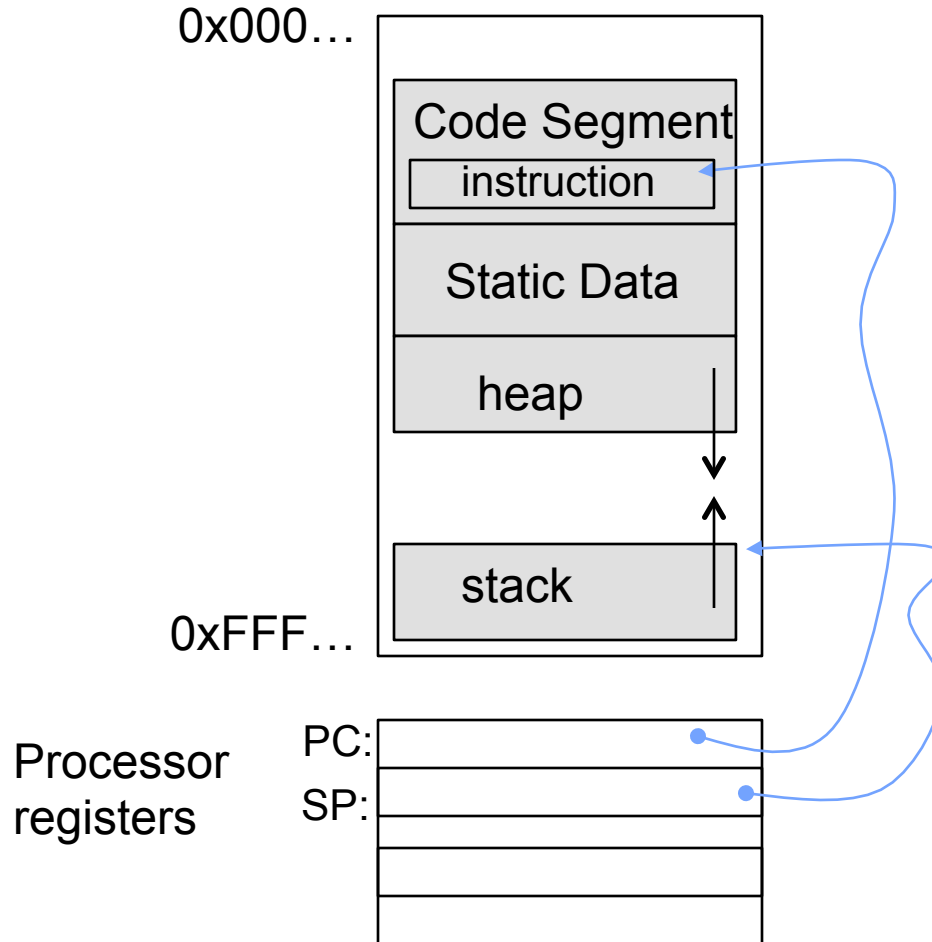 0x000…
Code Segment
instruction
Static Data
heap
stack
0xFFF…
Processor
registers
PC:
SP: